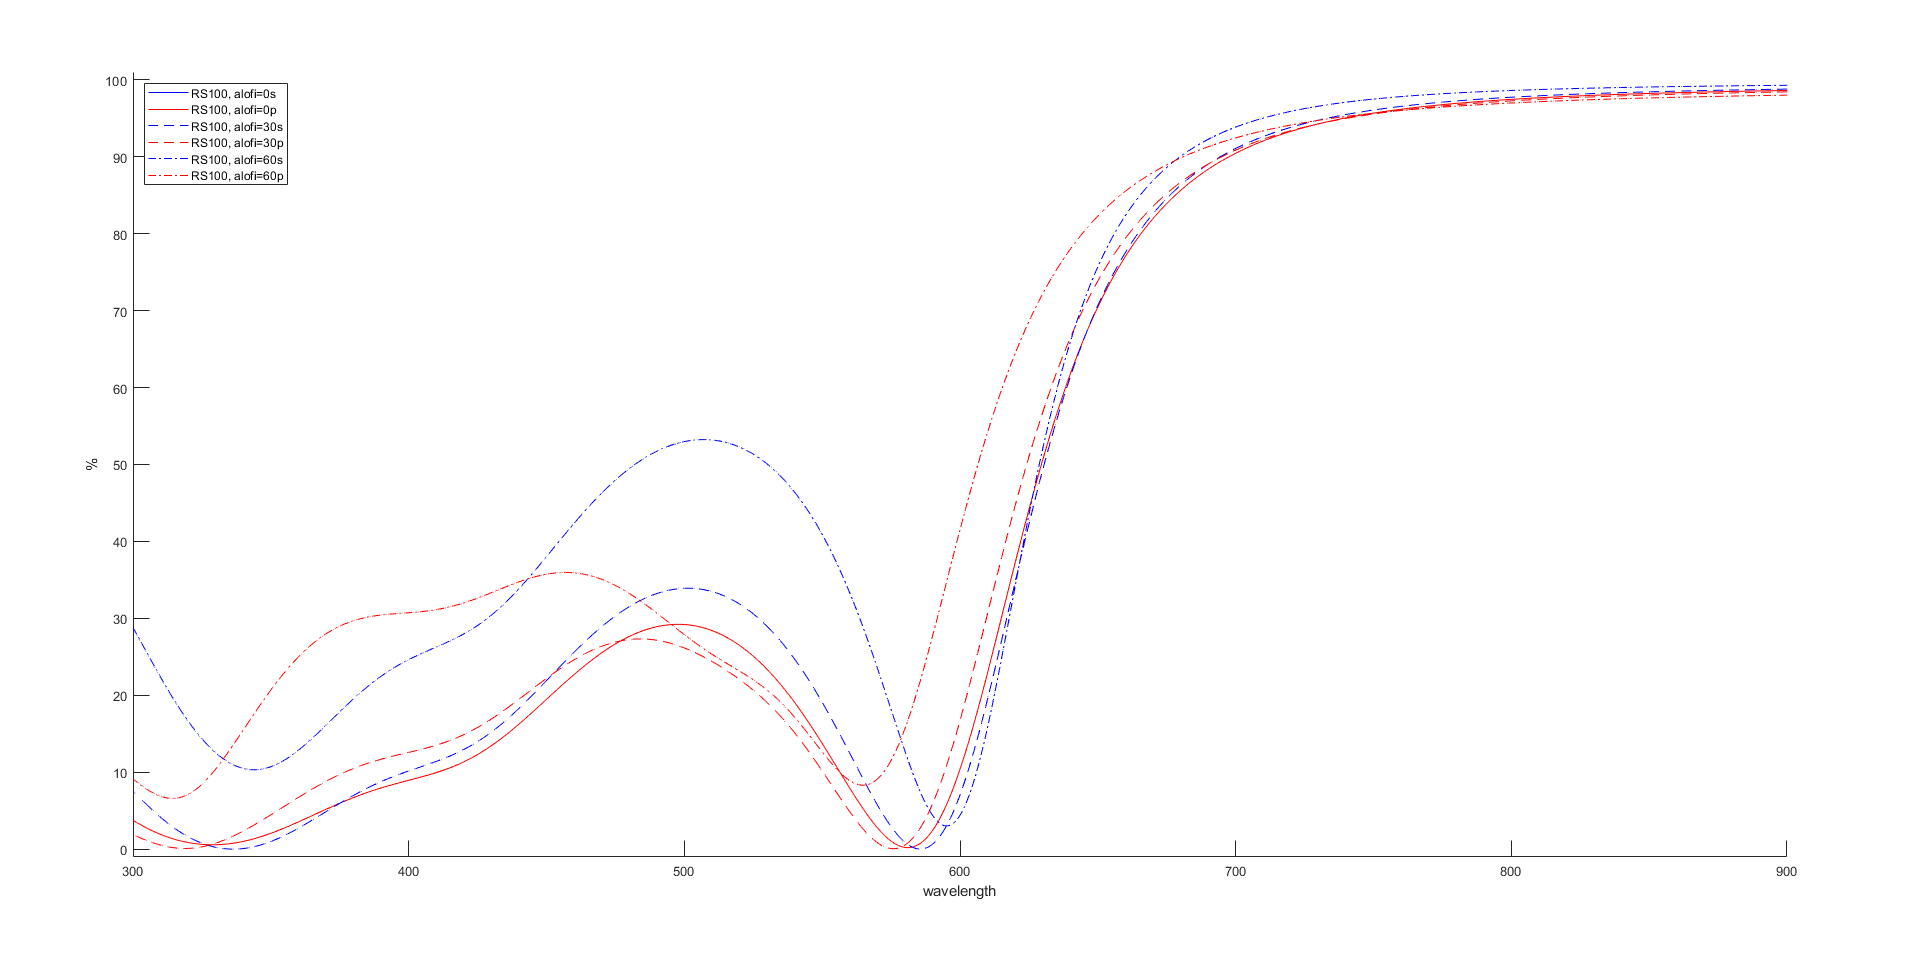 100
90
80
70
60
50
40
30
20
10
0
%
RS100, alofi=0s
RS100, alofi=0p
RS100, alofi=30s
RS100, alofi=30p
RS100, alofi=60s
RS100, alofi=60p
300 400 500 600 700 800 900
wavelength